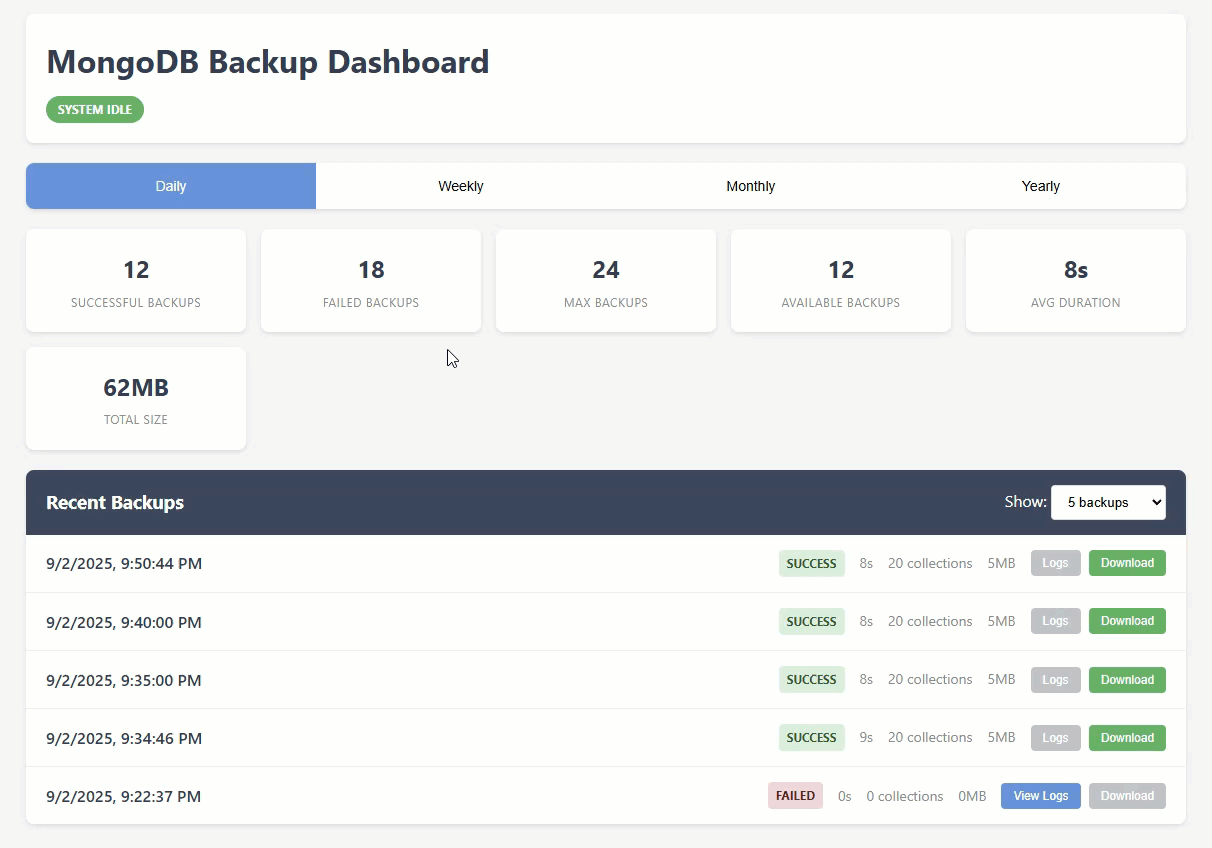 MongoDB Backup Dashboard
SYSTEM IDLE
Daily Weekly Monthly Yearly
12 18 24 12 8s
SUCCESSFUL BACKUPS FAILED BACKUPS MAX BACKUPS AVAILABLE BACKUPS AVG DURATION
62MB
TOTAL SIZE
Recent Backups Show: 5 backups
9/2/2025, 9:50:44 PM SUCCESS 8s 20 collections 5MB Logs Download
9/2/2025, 9:40:00 PM SUCCESS 8s 20 collections 5MB Logs Download
9/2/2025, 9:35:00 PM SUCCESS 8s 20 collections 5MB Logs Download
9/2/2025, 9:34:46 PM SUCCESS 9s 20 collections 5MB Logs Download
9/2/2025, 9:22:37 PM FAILED 0s 0 collections 0MB View Logs Download